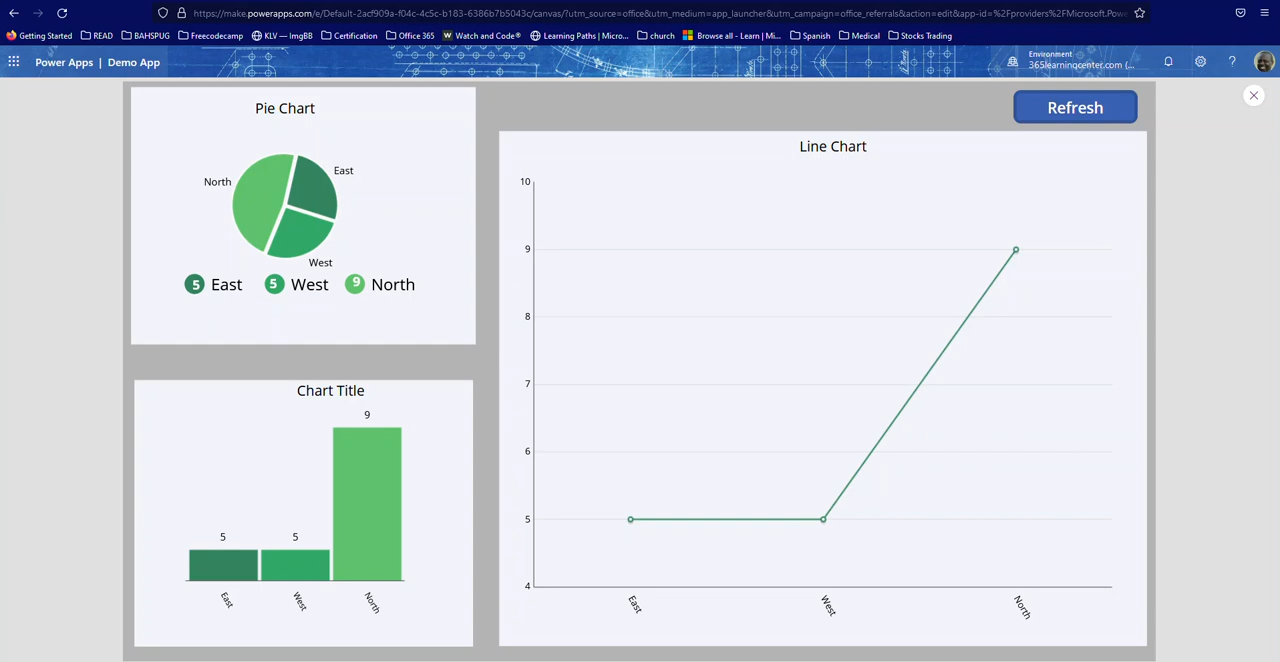 https://make.powerapps.com/e/Default-2acf909a-f04c-4c5c-b183-6386b7b5043c/canvas/?utm_source=office&utm_medium=app_launcher&utm_campaign=office_referrals&action=edit&app-id=%2Fproviders%2FMicrosoft.Powe
Getting Started READ BAHSPUG Freecodecamp KLV — ImgBB Certification Office 365 Watch and Code® Learning Paths | Micro... church Browse all - Learn | Mi... Spanish Medical Stocks Trading
Power Apps | Demo App
Environment
365learningcenter.com (...
?
Pie Chart
North
East
West
5 East 5 West 9 North
Chart Title
9
5
5
East
West
North
Refresh
Line Chart
10
9
8
7
6
5
4
East
West
North